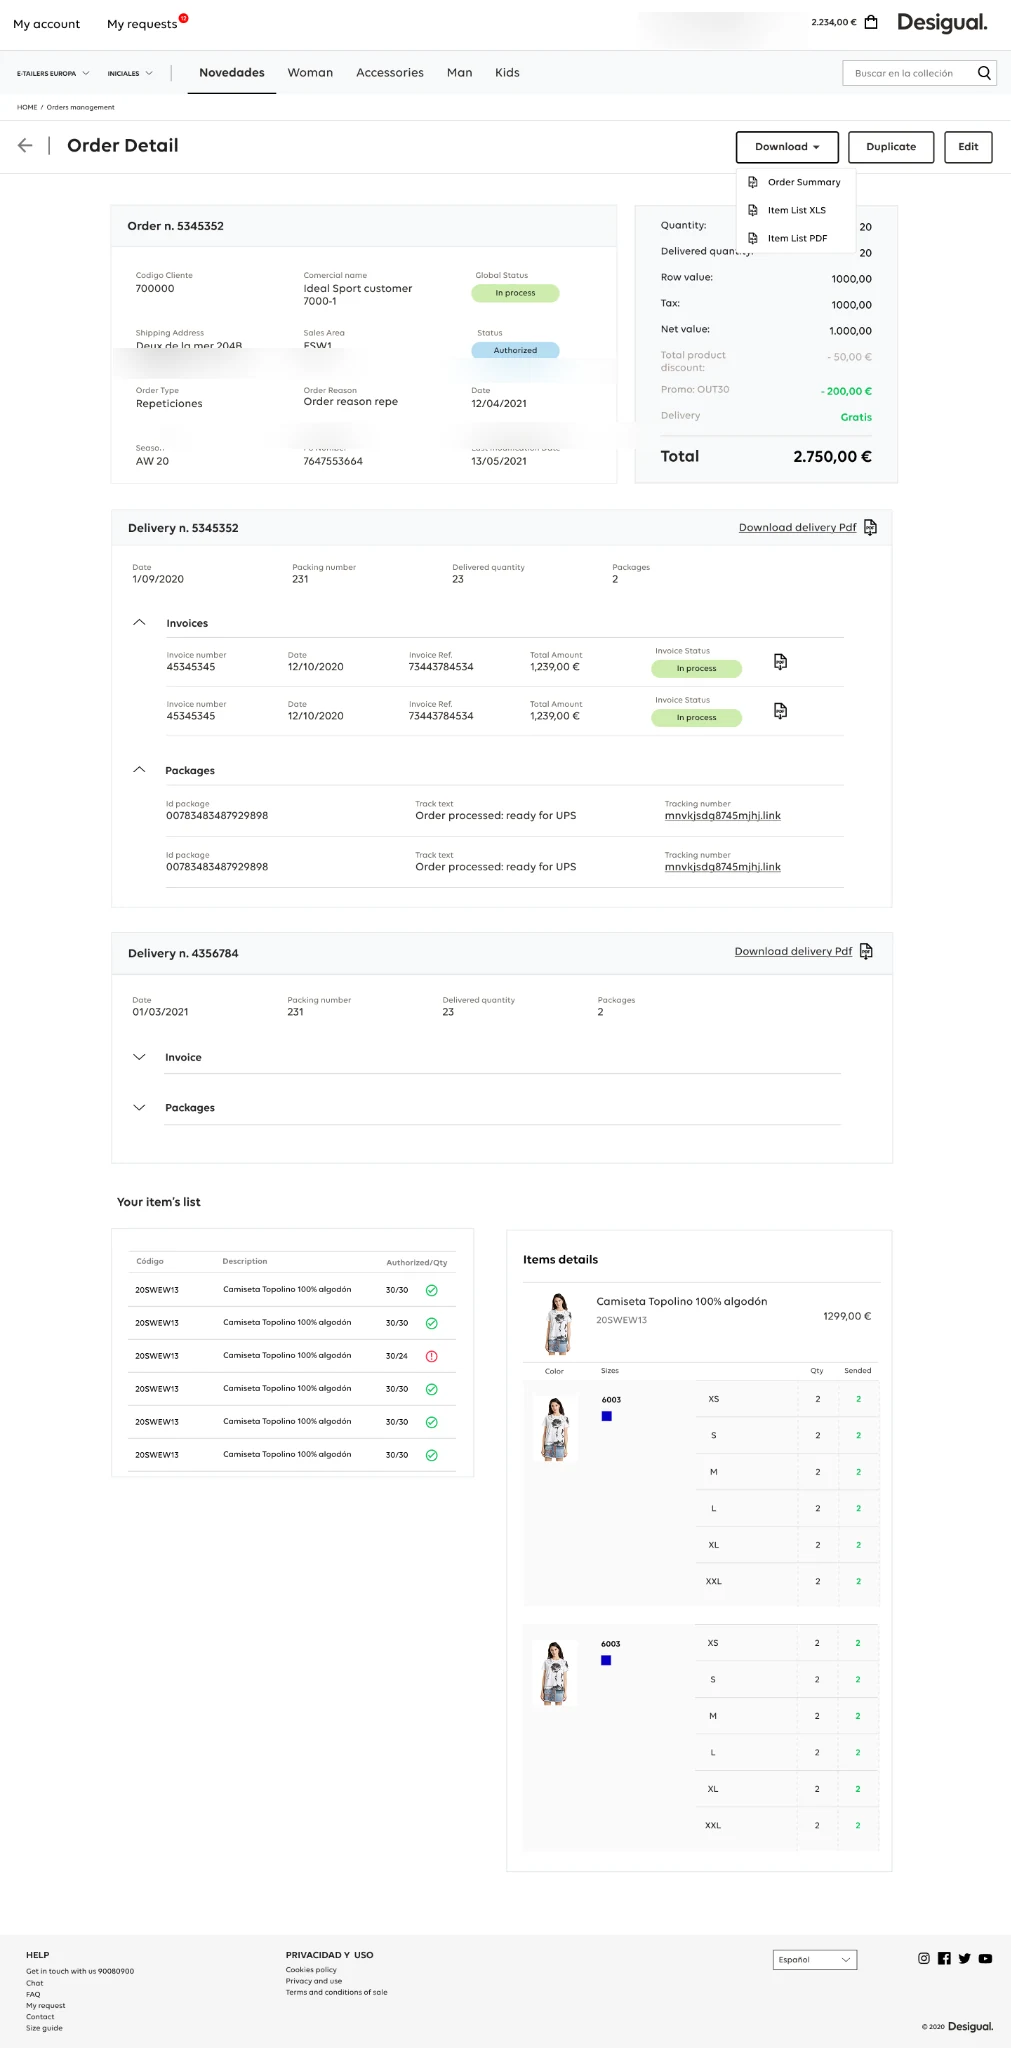 My account My requests 12 2.234,00 € Desigual.
E-TAILERS EUROPA INICIALES Novedades Woman Accessories Man Kids Buscar en la colleción
HOME / Orders management
Order Detail Download Duplicate Edit
Order Summary
Item List XLS
Item List PDF
Order n. 5345352
Codigo Cliente Comercial name Global Status
700000 Ideal Sport customer In process
7000-1
Shipping Address Sales Area Status
Deux de la mer 204B ESW1 Authorized
Order Type Order Reason Date
Repeticiones Order reason repe 12/04/2021
Season Last modification Date
AW 20 7647553664 13/05/2021
Quantity: 20
Delivered quantity: 20
Row value: 1000,00
Tax: 1000,00
Net value: 1.000,00
Total product - 50,00 €
discount:
Promo: OUT30 - 200,00 €
Delivery Gratis
Total 2.750,00 €
Delivery n. 5345352 Download delivery Pdf
Date Packing number Delivered quantity Packages
1/09/2020 231 23 2
Invoices
Invoice number Date Invoice Ref. Total Amount Invoice Status
45345345 12/10/2020 73443784534 1,239,00 € In process
Invoice number Date Invoice Ref. Total Amount Invoice Status
45345345 12/10/2020 73443784534 1,239,00 € In process
Packages
Id package Track text Tracking number
00783483487929898 Order processed: ready for UPS mnvkjsdg8745mjhj.link
Id package Track text Tracking number
00783483487929898 Order processed: ready for UPS mnvkjsdg8745mjhj.link
Delivery n. 4356784 Download delivery Pdf
Date Packing number Delivered quantity Packages
01/03/2021 231 23 2
Invoice
Packages
Your item's list
Código Description Authorized/Qty
20SWEW13 Camiseta Topolino 100% algodón 30/30
20SWEW13 Camiseta Topolino 100% algodón 30/30
20SWEW13 Camiseta Topolino 100% algodón 30/24
20SWEW13 Camiseta Topolino 100% algodón 30/30
20SWEW13 Camiseta Topolino 100% algodón 30/30
20SWEW13 Camiseta Topolino 100% algodón 30/30
Items details
Camiseta Topolino 100% algodón
20SWEW13 1299,00 €
Color Sizes Qty Sended
6003 XS 2 2
S 2 2
M 2 2
L 2 2
XL 2 2
XXL 2 2
6003 XS 2 2
S 2 2
M 2 2
L 2 2
XL 2 2
XXL 2 2
HELP
Get in touch with us 90080900
Chat
FAQ
My request
Contact
Size guide
PRIVACIDAD Y USO
Cookies policy
Privacy and use
Terms and conditions of sale
Español
© 2020 Desigual.